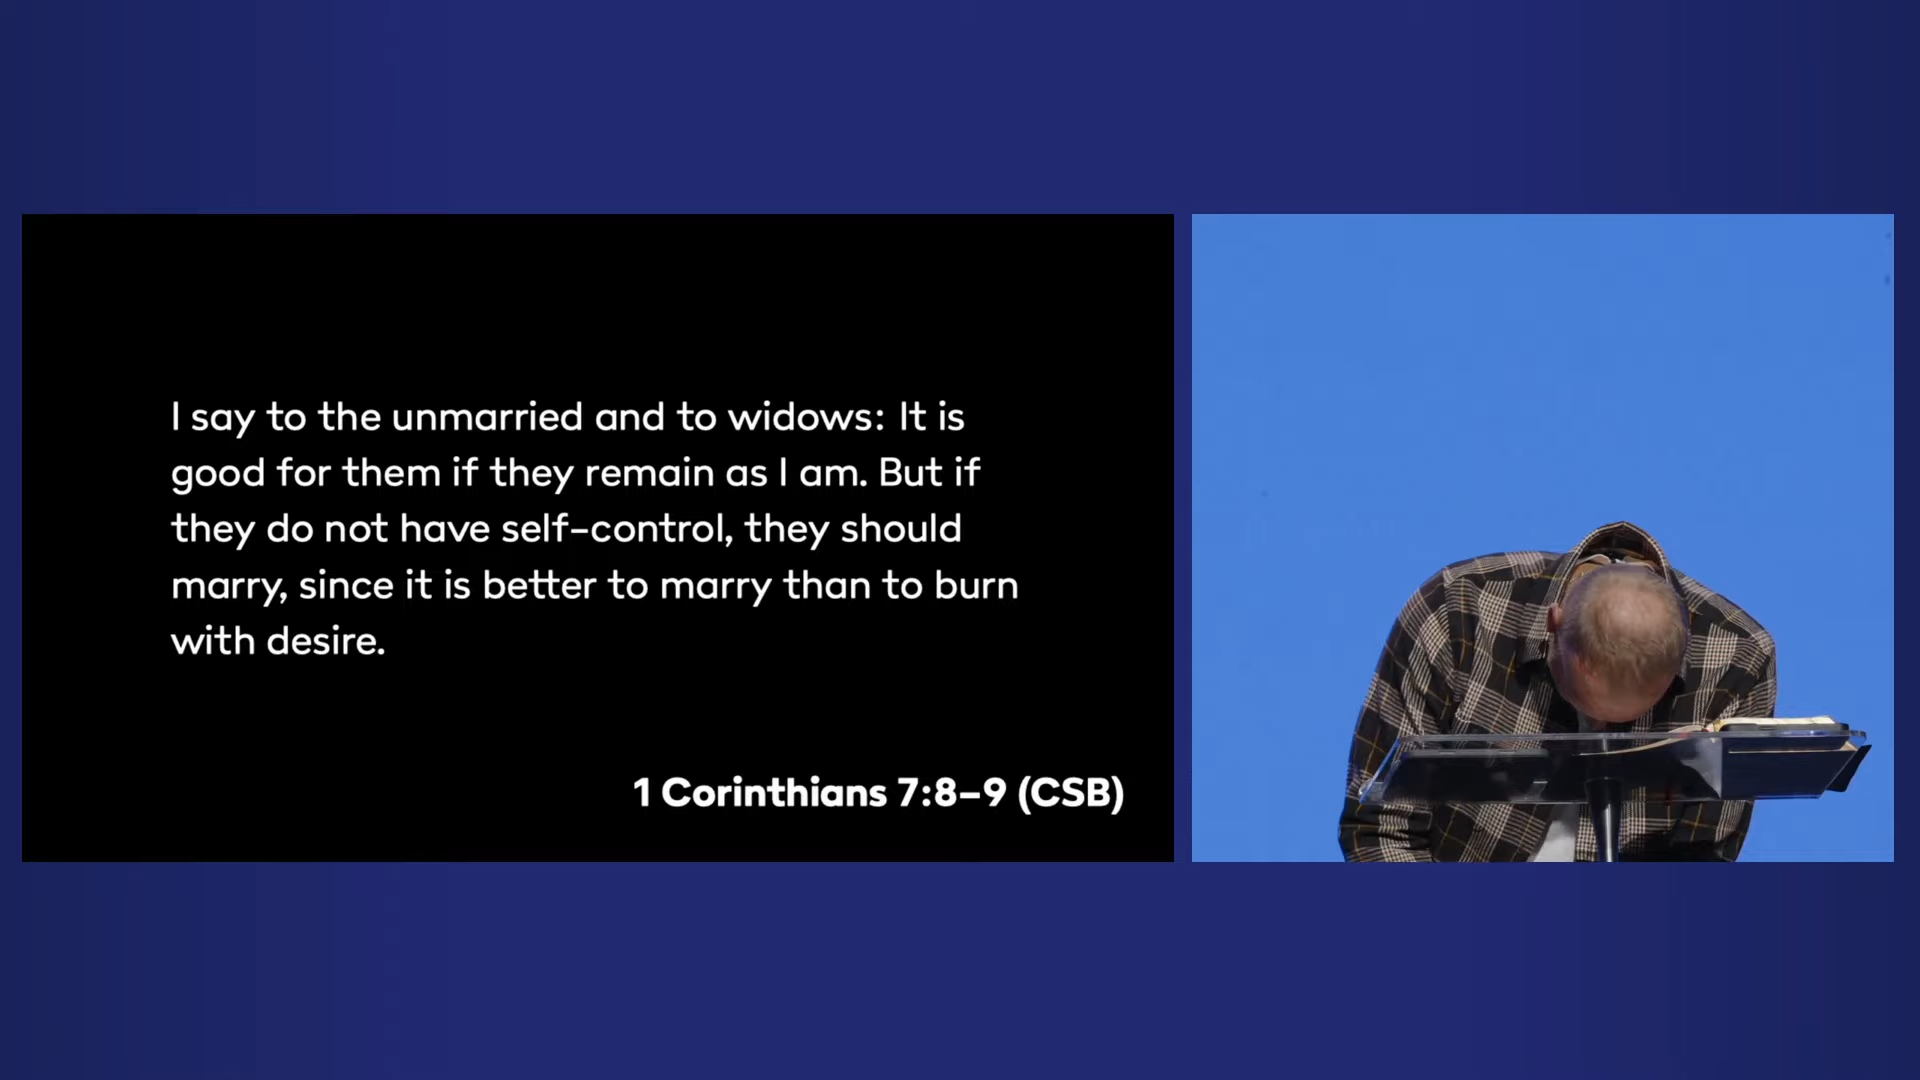 I say to the unmarried and to widows: It is
good for them if they remain as I am. But if
they do not have self-control, they should
marry, since it is better to marry than to burn
with desire.
1 Corinthians 7:8–9 (CSB)